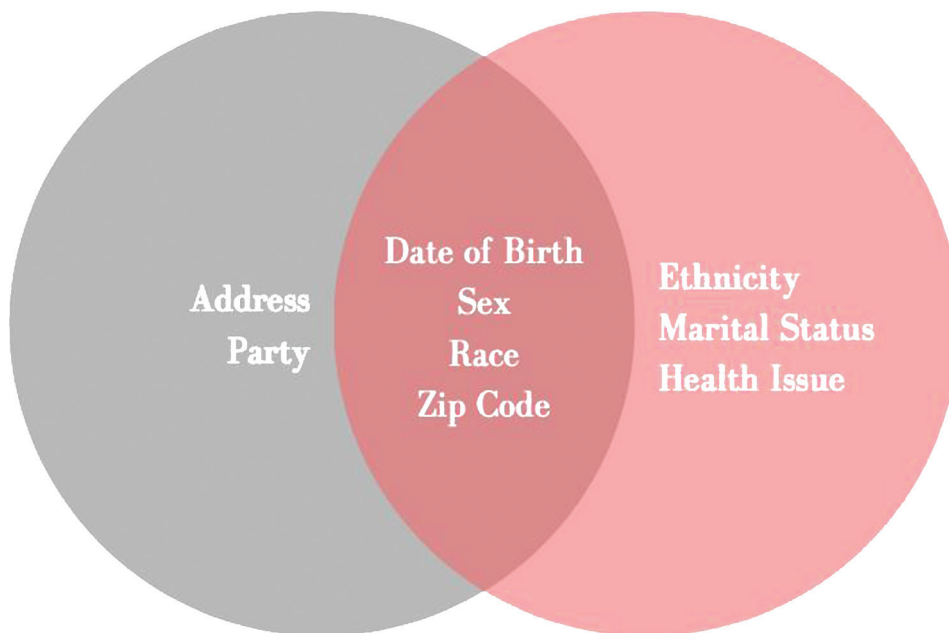 Address
Party
Date of Birth
Sex
Race
Zip Code
Ethnicity
Marital Status
Health Issue